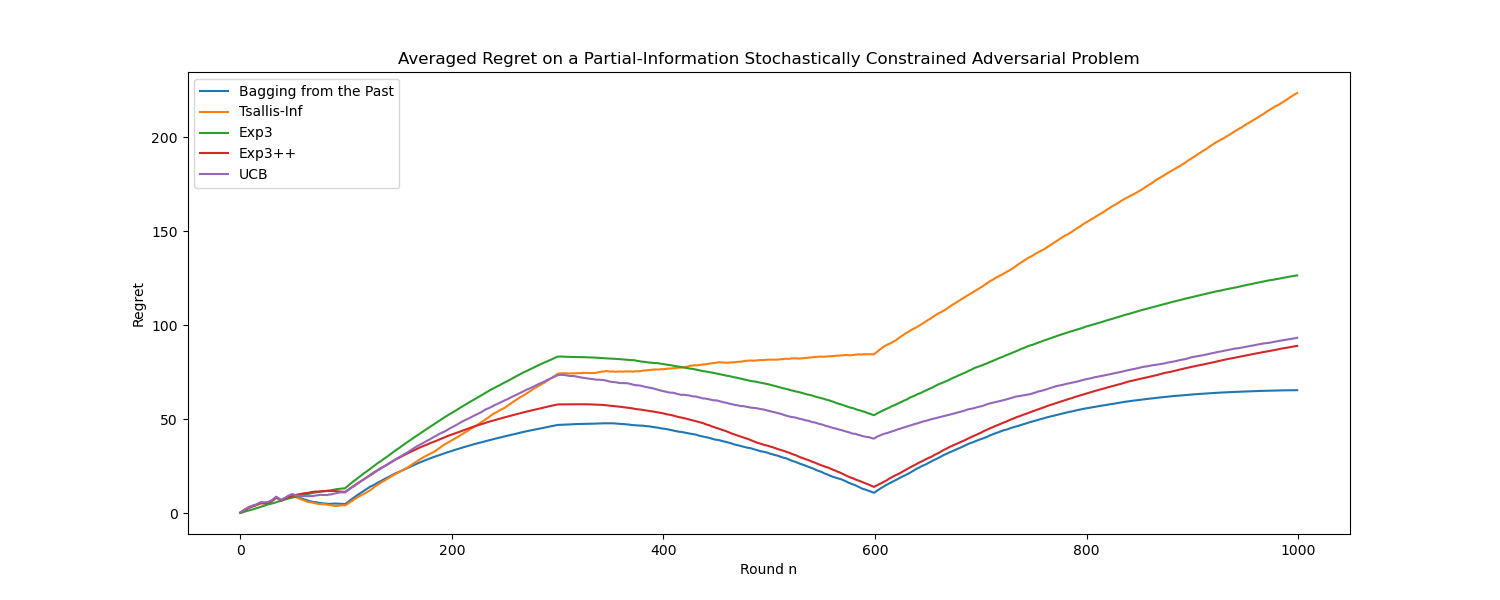 Averaged Regret on a Partial-Information Stochastically Constrained Adversarial Problem
Bagging from the Past
Tsallis-Inf
Exp3
Exp3++
UCB
Regret
200
150
100
50
0
0 200 400 600 800 1000
Round n